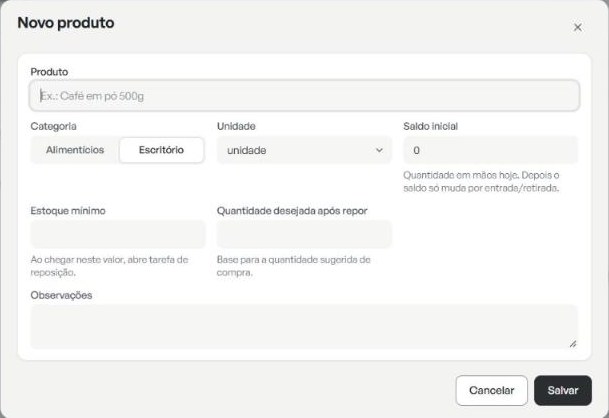 Novo produto
Produto
Ex.: Café em pó 500g
Categoria
Unidade
Saldo inicial
Alimentícios
Escritório
unidade
0
Quantidade em mãos hoje. Depois o
saldo só muda por entrada/retirada.
Estoque mínimo
Quantidade desejada após repor
Ao chegar neste valor, abre tarefa de
reposição.
Base para a quantidade sugerida de
compra.
Observações
Cancelar
Salvar